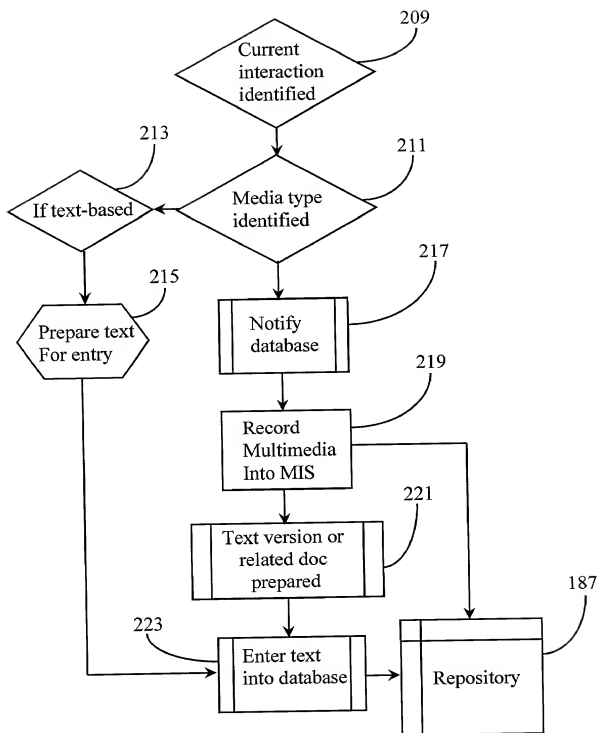 209
Current
interaction
identified
213
211
If text-based
Media type
identified
215
217
Prepare text
For entry
Notify
database
219
Record
Multimedia
Into MIS
221
Text version or
related doc
prepared
187
223
Enter text
into database
Repository